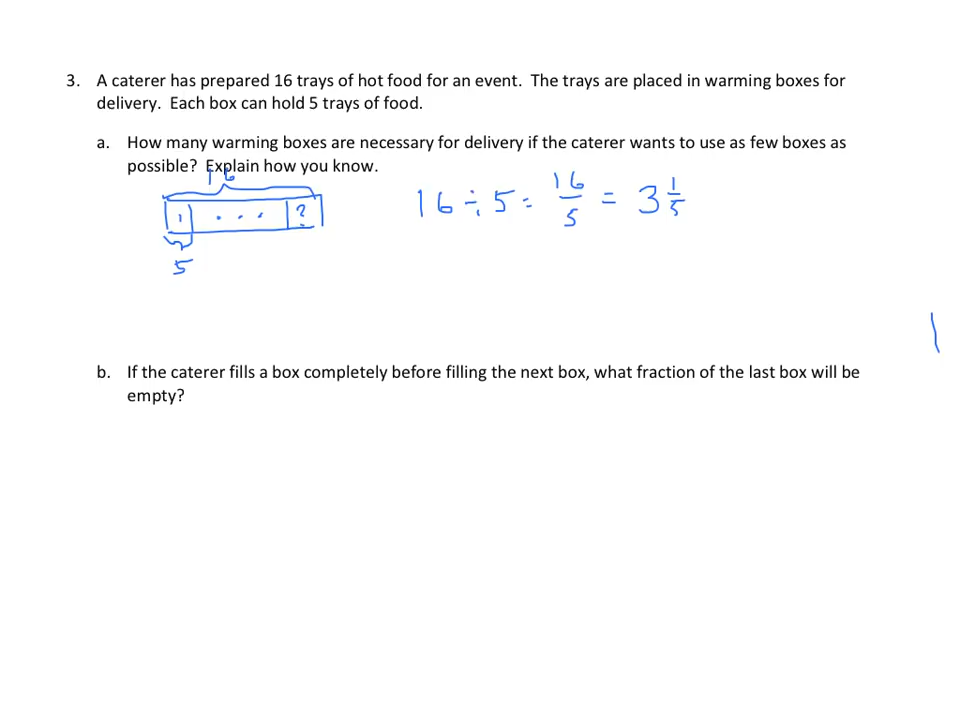 3. A caterer has prepared 16 trays of hot food for an event. The trays are placed in warming boxes for
delivery. Each box can hold 5 trays of food.
a. How many warming boxes are necessary for delivery if the caterer wants to use as few boxes as
possible? Explain how you know.
16
1 . . . ?
5
16 ÷ 5 = 16/5 = 3 1/5
b. If the caterer fills a box completely before filling the next box, what fraction of the last box will be
empty?